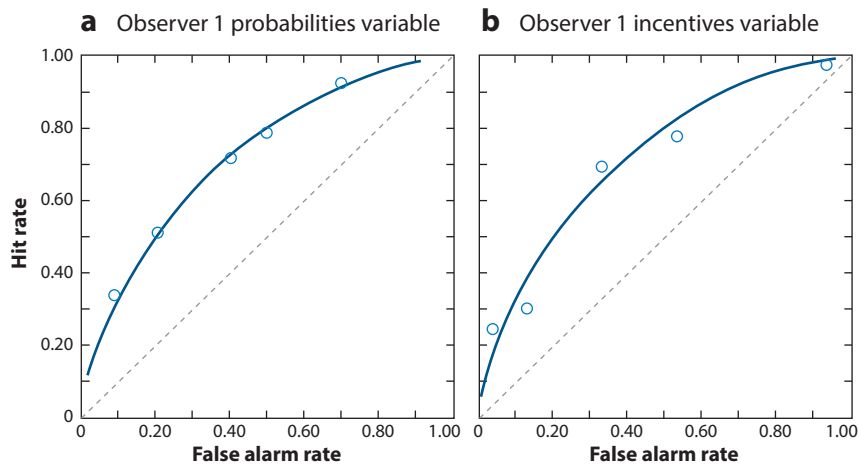 a Observer 1 probabilities variable
b Observer 1 incentives variable
Hit rate
1.00
0.80
0.60
0.40
0.20
0
0 0.20 0.40 0.60 0.80 1.00
0 0.20 0.40 0.60 0.80 1.00
False alarm rate
False alarm rate